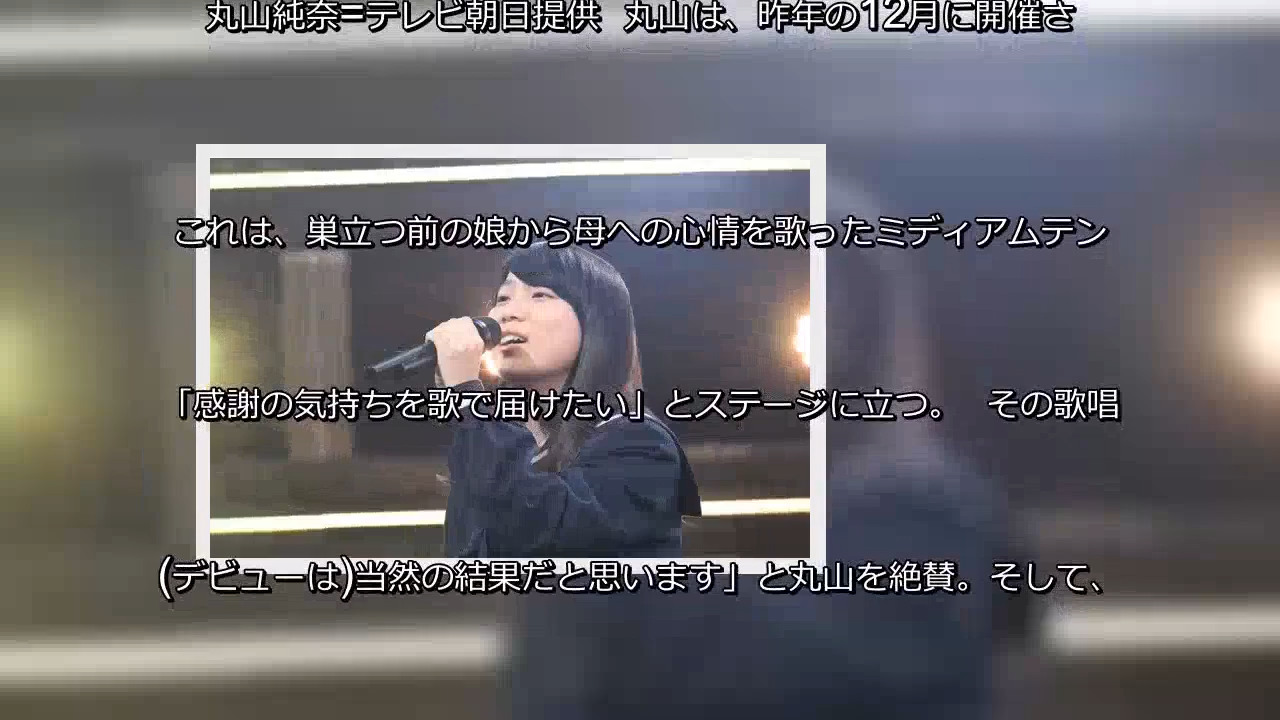 丸山純奈=テレビ朝日提供 丸山は、昨年の12月に開催さ
これは、巣立つ前の娘から母への心情を歌ったミディアムテン
「感謝の気持ちを歌で届けたい」とステージに立つ。 その歌唱
(デビューは)当然の結果だと思います」と丸山を絶賛。そして、